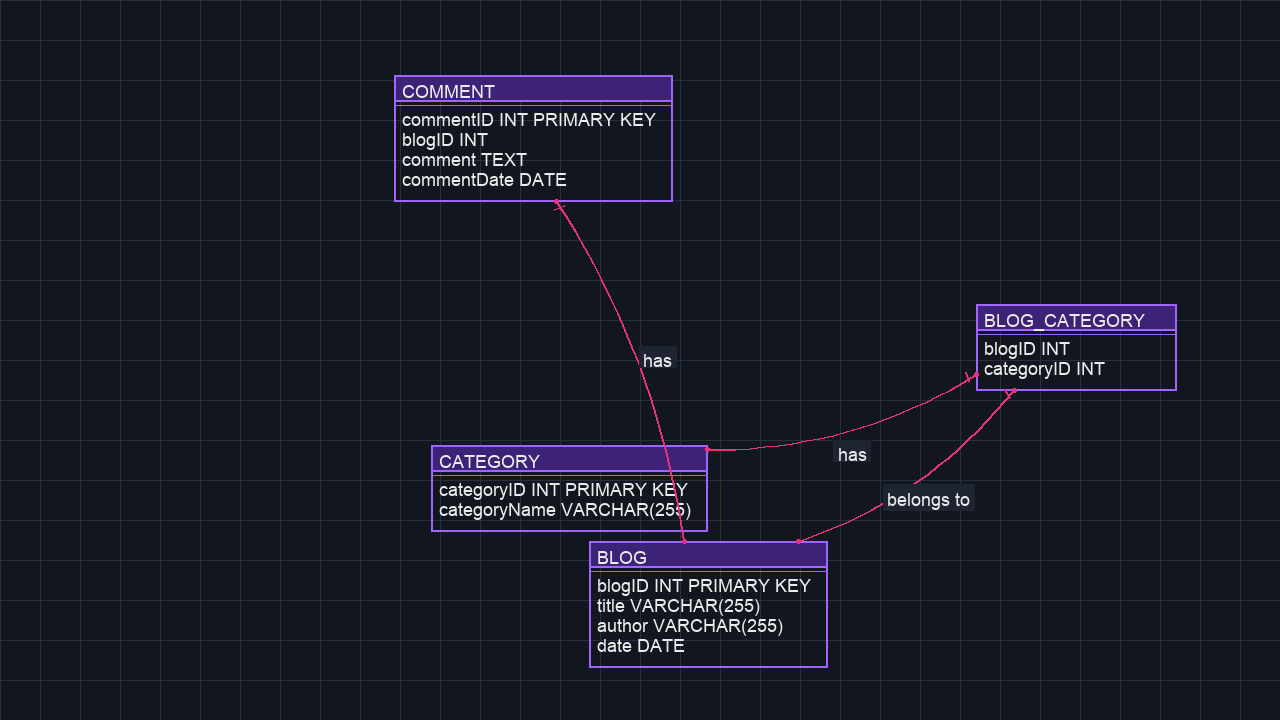 COMMENT
commentID INT PRIMARY KEY
blogID INT
comment TEXT
commentDate DATE
BLOG_CATEGORY
blogID INT
categoryID INT
has
has
belongs to
CATEGORY
categoryID INT PRIMARY KEY
categoryName VARCHAR(255)
BLOG
blogID INT PRIMARY KEY
title VARCHAR(255)
author VARCHAR(255)
date DATE